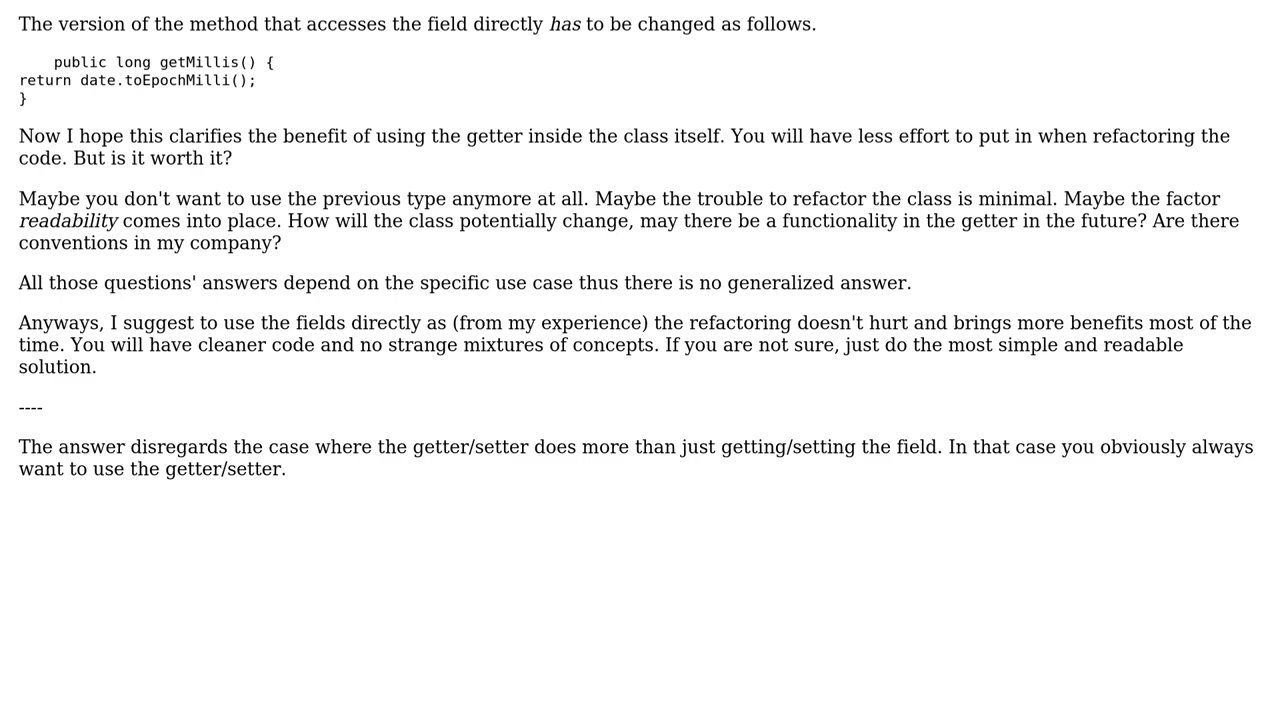 The version of the method that accesses the field directly has to be changed as follows.
public long getMillis() {
return date.toEpochMilli();
}
Now I hope this clarifies the benefit of using the getter inside the class itself. You will have less effort to put in when refactoring the
code. But is it worth it?
Maybe you don't want to use the previous type anymore at all. Maybe the trouble to refactor the class is minimal. Maybe the factor
readability comes into place. How will the class potentially change, may there be a functionality in the getter in the future? Are there
conventions in my company?
All those questions' answers depend on the specific use case thus there is no generalized answer.
Anyways, I suggest to use the fields directly as (from my experience) the refactoring doesn't hurt and brings more benefits most of the
time. You will have cleaner code and no strange mixtures of concepts. If you are not sure, just do the most simple and readable
solution.
----
The answer disregards the case where the getter/setter does more than just getting/setting the field. In that case you obviously always
want to use the getter/setter.